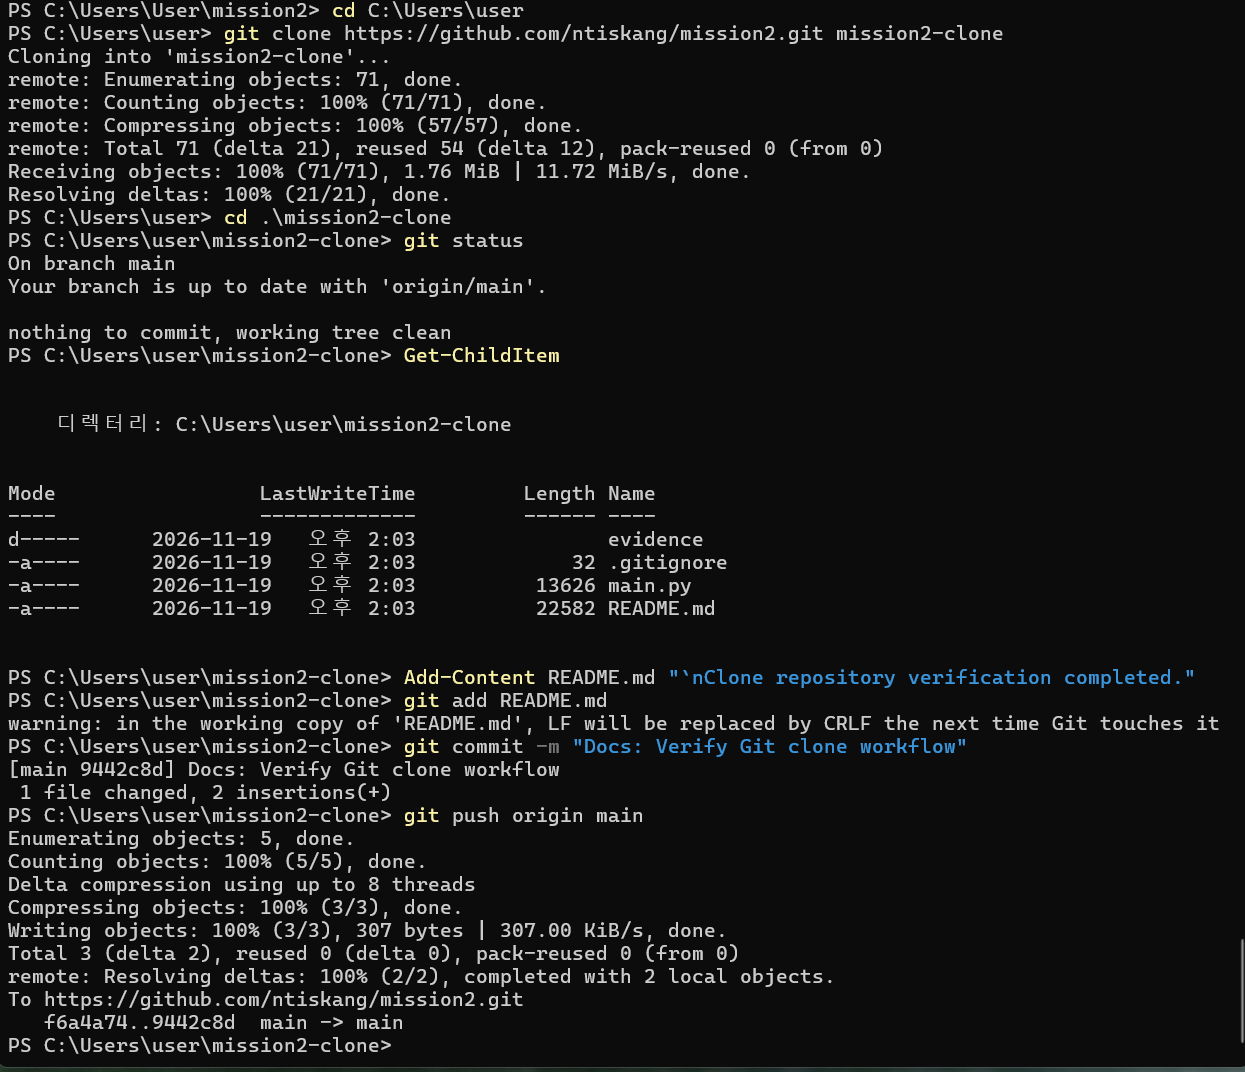 PS C:\Users\User\mission2> cd C:\Users\user
PS C:\Users\user> git clone https://github.com/ntiskang/mission2.git mission2-clone
Cloning into 'mission2-clone'...
remote: Enumerating objects: 71, done.
remote: Counting objects: 100% (71/71), done.
remote: Compressing objects: 100% (57/57), done.
remote: Total 71 (delta 21), reused 54 (delta 12), pack-reused 0 (from 0)
Receiving objects: 100% (71/71), 1.76 MiB | 11.72 MiB/s, done.
Resolving deltas: 100% (21/21), done.
PS C:\Users\user> cd .\mission2-clone
PS C:\Users\user\mission2-clone> git status
On branch main
Your branch is up to date with 'origin/main'.
nothing to commit, working tree clean
PS C:\Users\user\mission2-clone> Get-ChildItem
디렉터리: C:\Users\user\mission2-clone
Mode                 LastWriteTime         Length Name
----                 -------------         ------ ----
d-----      2026-11-19   오후 2:03                evidence
-a----      2026-11-19   오후 2:03             32 .gitignore
-a----      2026-11-19   오후 2:03          13626 main.py
-a----      2026-11-19   오후 2:03          22582 README.md
PS C:\Users\user\mission2-clone> Add-Content README.md "`nClone repository verification completed."
PS C:\Users\user\mission2-clone> git add README.md
warning: in the working copy of 'README.md', LF will be replaced by CRLF the next time Git touches it
PS C:\Users\user\mission2-clone> git commit -m "Docs: Verify Git clone workflow"
[main 9442c8d] Docs: Verify Git clone workflow
 1 file changed, 2 insertions(+)
PS C:\Users\user\mission2-clone> git push origin main
Enumerating objects: 5, done.
Counting objects: 100% (5/5), done.
Delta compression using up to 8 threads
Compressing objects: 100% (3/3), done.
Writing objects: 100% (3/3), 307 bytes | 307.00 KiB/s, done.
Total 3 (delta 2), reused 0 (delta 0), pack-reused 0 (from 0)
remote: Resolving deltas: 100% (2/2), completed with 2 local objects.
To https://github.com/ntiskang/mission2.git
   f6a4a74..9442c8d  main -> main
PS C:\Users\user\mission2-clone>